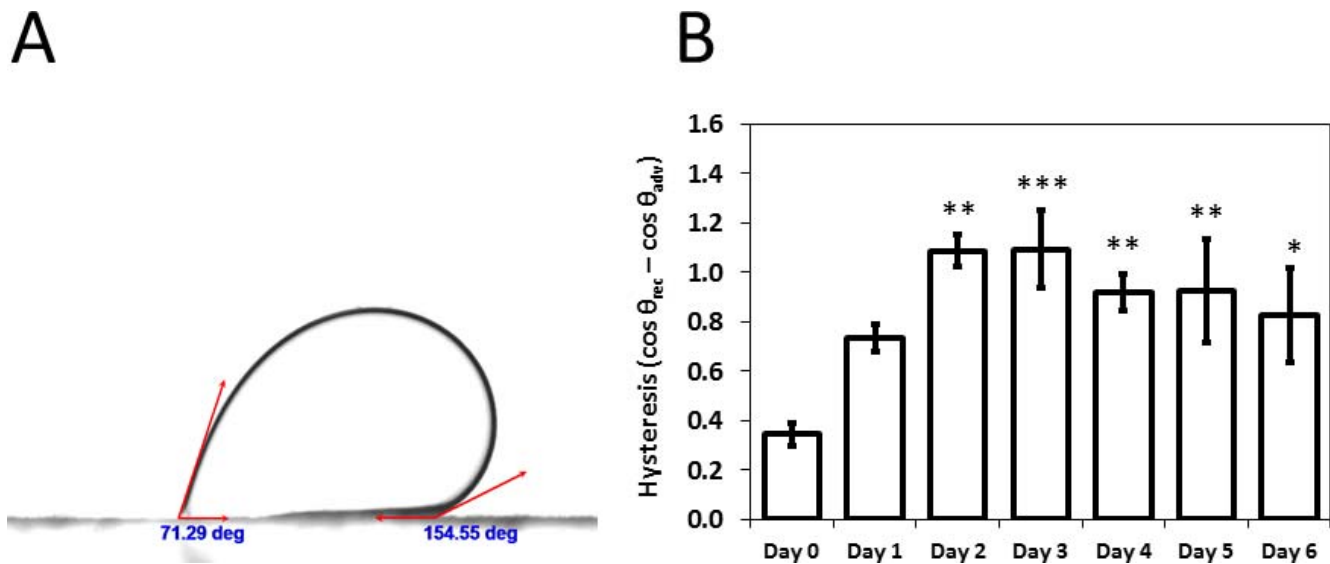 A
71.29 deg
154.55 deg
B
Hysteresis (cos θrec – cos θadv)
1.6
1.4
1.2
1.0
0.8
0.6
0.4
0.2
0.0
**
***
**
**
*
Day 0 Day 1 Day 2 Day 3 Day 4 Day 5 Day 6